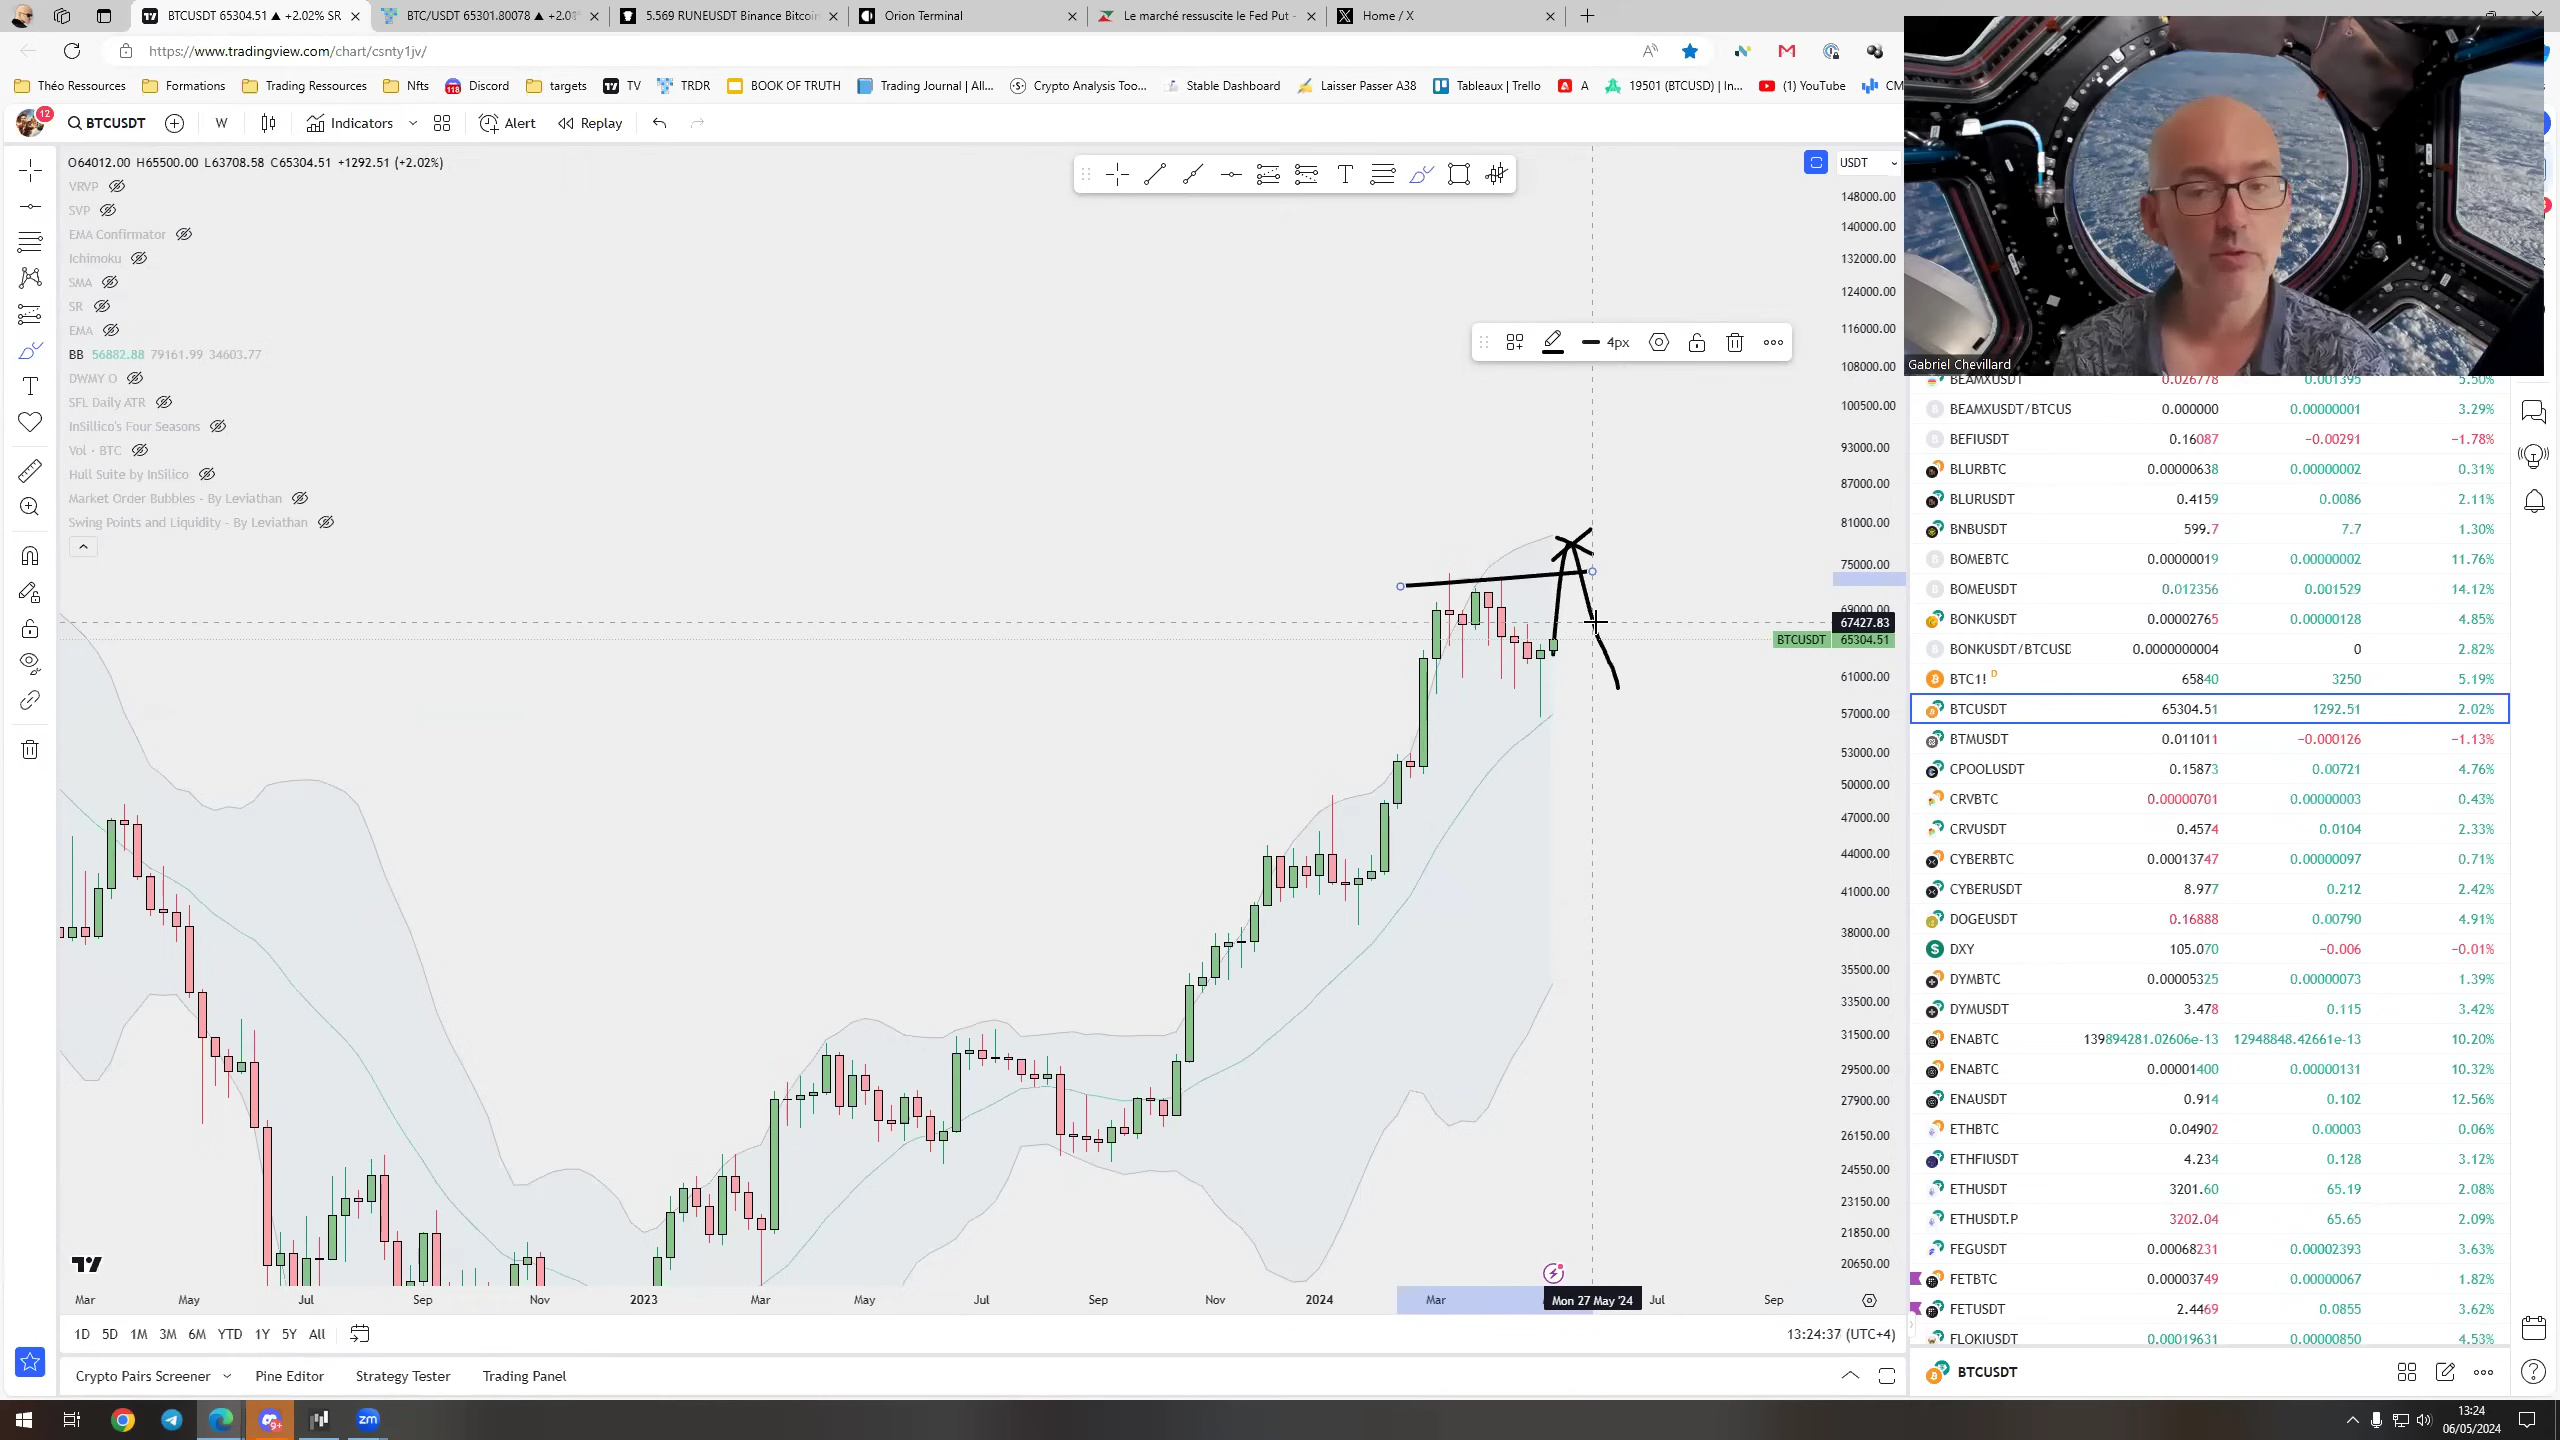 BTCUSDT 65304.51 ▲ +2.02% SR
BTC/USDT 65301.80078 ▲ +2.0
5.569 RUNEUSDT Binance Bitcoin
Orion Terminal
Le marché ressuscite le Fed Put -
Home / X
https://www.tradingview.com/chart/csnty1jv/
Théo Ressources
Formations
Trading Ressources
Nfts
118
Discord
targets
TV
TRDR
BOOK OF TRUTH
Trading Journal | All...
Crypto Analysis Too...
Stable Dashboard
Laisser Passer A38
Tableaux | Trello
A
19501 (BTCUSD) | In...
(1) YouTube
CM
12
BTCUSDT
W
Indicators
Alert
Replay
O64012.00 H65500.00 L63708.58 C65304.51 +1292.51 (+2.02%)
VRVP
SVP
EMA Confirmator
Ichimoku
SMA
SR
EMA
BB 56882.88 79161.99 34603.77
DWMY O
SFL Daily ATR
InSillico's Four Seasons
Vol · BTC
Hull Suite by InSilico
Market Order Bubbles - By Leviathan
Swing Points and Liquidity - By Leviathan
4px
USDT
148000.00
140000.00
132000.00
124000.00
116000.00
108000.00
100500.00
93000.00
87000.00
81000.00
75000.00
69000.00
67427.83
BTCUSDT 65304.51
61000.00
57000.00
53000.00
50000.00
47000.00
44000.00
41000.00
38000.00
35500.00
33500.00
31500.00
29500.00
27900.00
26150.00
24550.00
23150.00
21850.00
20650.00
Mar May Jul Sep Nov 2023 Mar May Jul Sep Nov 2024 Mar Mon 27 May '24 Jul Sep
1D 5D 1M 3M 6M YTD 1Y 5Y All
13:24:37 (UTC+4)
Crypto Pairs Screener
Pine Editor
Strategy Tester
Trading Panel
Gabriel Chevillard
BEAMXUSDT 0.026778 0.001395 5.50%
BEAMXUSDT/BTCUS 0.000000 0.00000001 3.29%
BEFIUSDT 0.16087 −0.00291 −1.78%
BLURBTC 0.00000638 0.00000002 0.31%
BLURUSDT 0.4159 0.0086 2.11%
BNBUSDT 599.7 7.7 1.30%
BOMEBTC 0.00000019 0.00000002 11.76%
BOMEUSDT 0.012356 0.001529 14.12%
BONKUSDT 0.00002765 0.00000128 4.85%
BONKUSDT/BTCUSD 0.0000000004 0 2.82%
BTC1! D 65840 3250 5.19%
BTCUSDT 65304.51 1292.51 2.02%
BTMUSDT 0.011011 −0.000126 −1.13%
CPOOLUSDT 0.15873 0.00721 4.76%
CRVBTC 0.00000701 0.00000003 0.43%
CRVUSDT 0.4574 0.0104 2.33%
CYBERBTC 0.00013747 0.00000097 0.71%
CYBERUSDT 8.977 0.212 2.42%
DOGEUSDT 0.16888 0.00790 4.91%
DXY 105.070 −0.006 −0.01%
DYMBTC 0.00005325 0.00000073 1.39%
DYMUSDT 3.478 0.115 3.42%
ENABTC 139894281.02606e-13 12948848.42661e-13 10.20%
ENABTC 0.00001400 0.00000131 10.32%
ENAUSDT 0.914 0.102 12.56%
ETHBTC 0.04902 0.00003 0.06%
ETHFIUSDT 4.234 0.128 3.12%
ETHUSDT 3201.60 65.19 2.08%
ETHUSDT.P 3202.04 65.65 2.09%
FEGUSDT 0.00068231 0.00002393 3.63%
FETBTC 0.00003749 0.00000067 1.82%
FETUSDT 2.4469 0.0855 3.62%
FLOKIUSDT 0.00019631 0.00000850 4.53%
BTCUSDT
9+
zm
13:24
06/05/2024